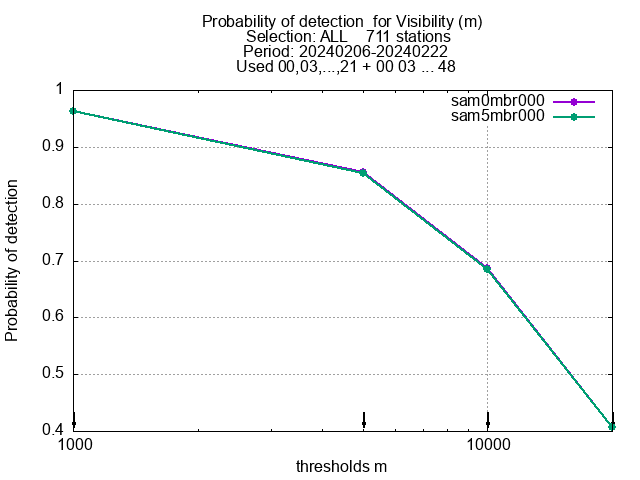 Probability of detection  for Visibility (m)
Selection: ALL    711 stations
Period: 20240206-20240222
Used 00,03,...,21 + 00 03 ... 48
sam0mbr000
sam5mbr000
1
0.9
0.8
0.7
0.6
0.5
0.4
Probability of detection
1000
10000
thresholds m